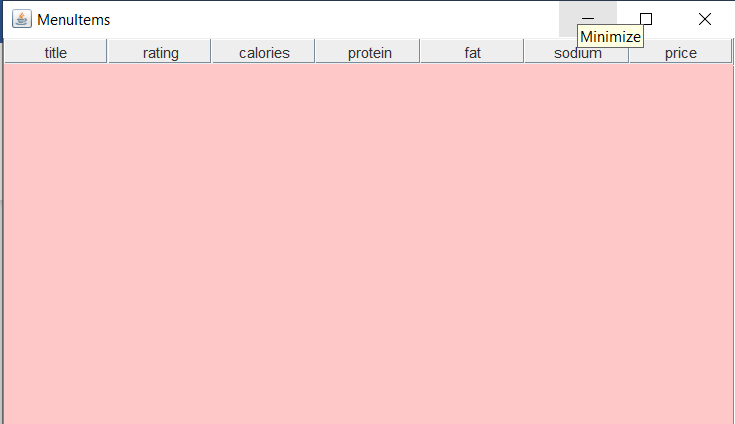 MenuItems
Minimize
title rating calories protein fat sodium price